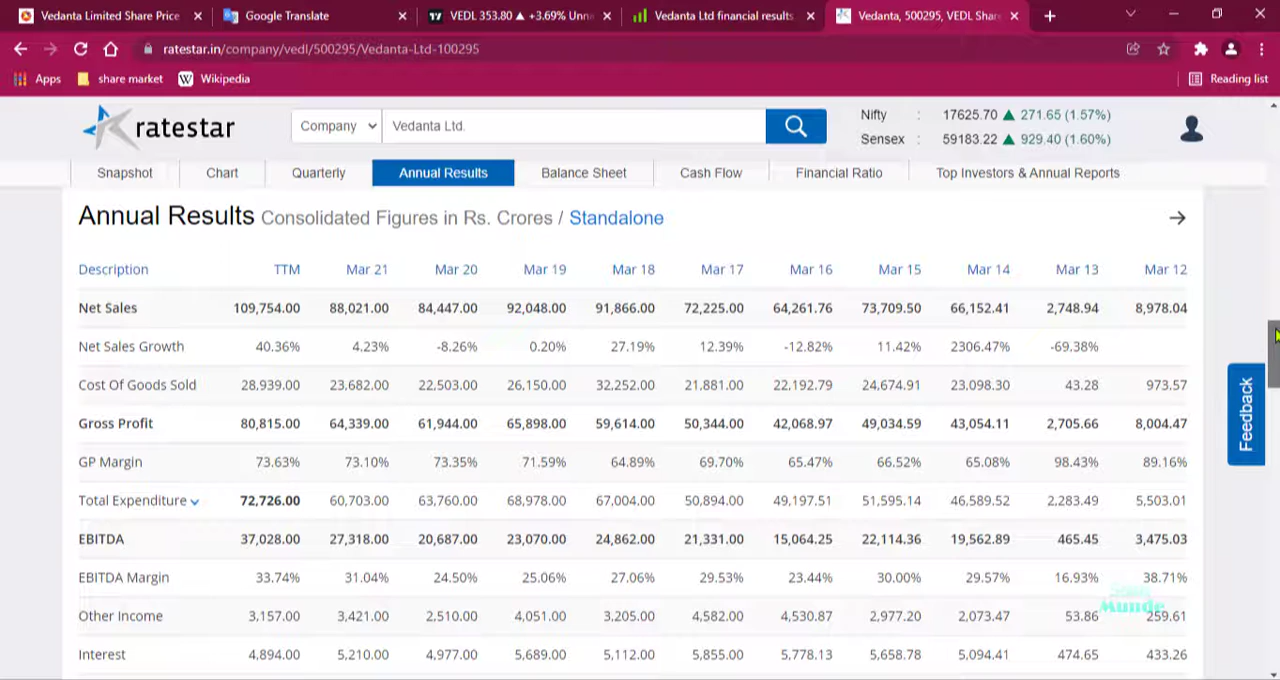 Vedanta Limited Share Price
Google Translate
VEDL 353.80 ▲ +3.69% Unna
Vedanta Ltd financial results
Vedanta, 500295, VEDL Shar
ratestar.in/company/vedl/500295/Vedanta-Ltd-100295
Apps share market Wikipedia Reading list
ratestar Company Vedanta Ltd.
Nifty : 17625.70 ▲ 271.65 (1.57%)
Sensex : 59183.22 ▲ 929.40 (1.60%)
Snapshot Chart Quarterly Annual Results Balance Sheet Cash Flow Financial Ratio Top Investors & Annual Reports
Annual Results Consolidated Figures in Rs. Crores / Standalone
Description TTM Mar 21 Mar 20 Mar 19 Mar 18 Mar 17 Mar 16 Mar 15 Mar 14 Mar 13 Mar 12
Net Sales 109,754.00 88,021.00 84,447.00 92,048.00 91,866.00 72,225.00 64,261.76 73,709.50 66,152.41 2,748.94 8,978.04
Net Sales Growth 40.36% 4.23% -8.26% 0.20% 27.19% 12.39% -12.82% 11.42% 2306.47% -69.38%
Cost Of Goods Sold 28,939.00 23,682.00 22,503.00 26,150.00 32,252.00 21,881.00 22,192.79 24,674.91 23,098.30 43.28 973.57
Gross Profit 80,815.00 64,339.00 61,944.00 65,898.00 59,614.00 50,344.00 42,068.97 49,034.59 43,054.11 2,705.66 8,004.47
GP Margin 73.63% 73.10% 73.35% 71.59% 64.89% 69.70% 65.47% 66.52% 65.08% 98.43% 89.16%
Total Expenditure 72,726.00 60,703.00 63,760.00 68,978.00 67,004.00 50,894.00 49,197.51 51,595.14 46,589.52 2,283.49 5,503.01
EBITDA 37,028.00 27,318.00 20,687.00 23,070.00 24,862.00 21,331.00 15,064.25 22,114.36 19,562.89 465.45 3,475.03
EBITDA Margin 33.74% 31.04% 24.50% 25.06% 27.06% 29.53% 23.44% 30.00% 29.57% 16.93% 38.71%
Other Income 3,157.00 3,421.00 2,510.00 4,051.00 3,205.00 4,582.00 4,530.87 2,977.20 2,073.47 53.86 259.61
Interest 4,894.00 5,210.00 4,977.00 5,689.00 5,112.00 5,855.00 5,778.13 5,658.78 5,094.41 474.65 433.26
Feedback
Munde